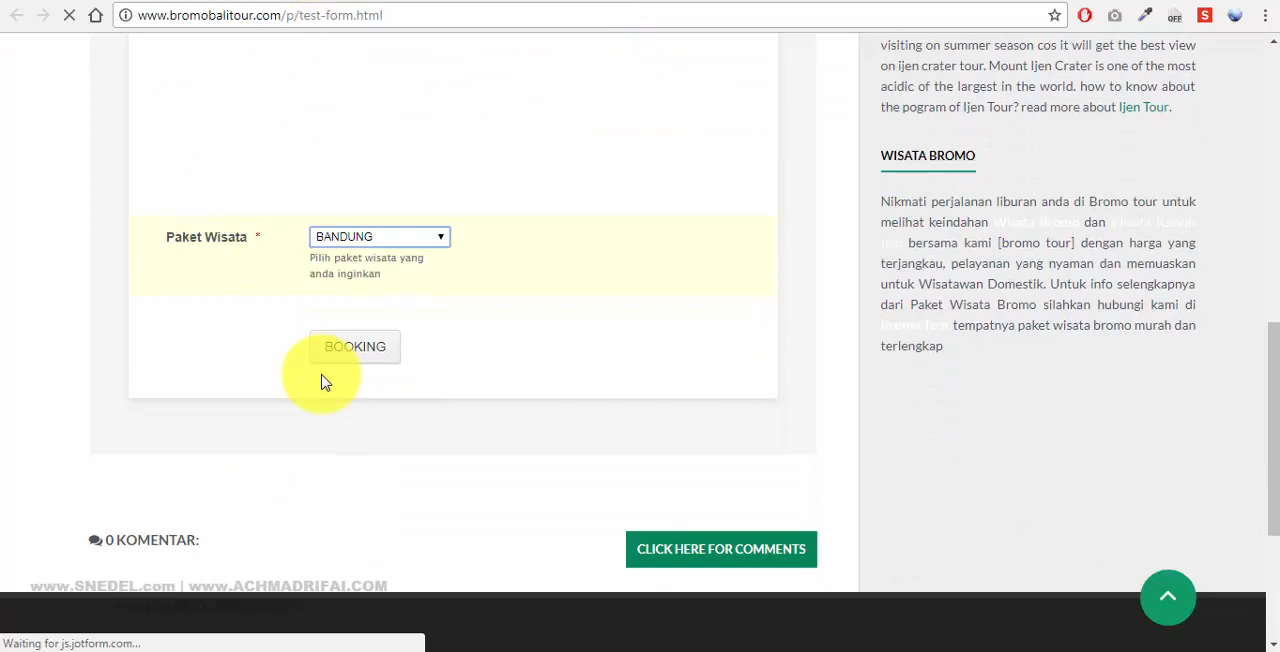 www.bromobalitour.com/p/test-form.html
OFF
S
visiting on summer season cos it will get the best view
on ijen crater tour. Mount Ijen Crater is one of the most
acidic of the largest in the world. how to know about
the pogram of Ijen Tour? read more about Ijen Tour.
WISATA BROMO
Nikmati perjalanan liburan anda di Bromo tour untuk
melihat keindahan Wisata Bromo dan Wisata Kawah
Ijen bersama kami [bromo tour] dengan harga yang
terjangkau, pelayanan yang nyaman dan memuaskan
untuk Wisatawan Domestik. Untuk info selengkapnya
dari Paket Wisata Bromo silahkan hubungi kami di
Bromo Tour tempatnya paket wisata bromo murah dan
terlengkap
Paket Wisata *
BANDUNG
Pilih paket wisata yang
anda inginkan
BOOKING
0 KOMENTAR:
CLICK HERE FOR COMMENTS
www.SNEDEL.com | www.ACHMADRIFAI.COM
Waiting for js.jotform.com...